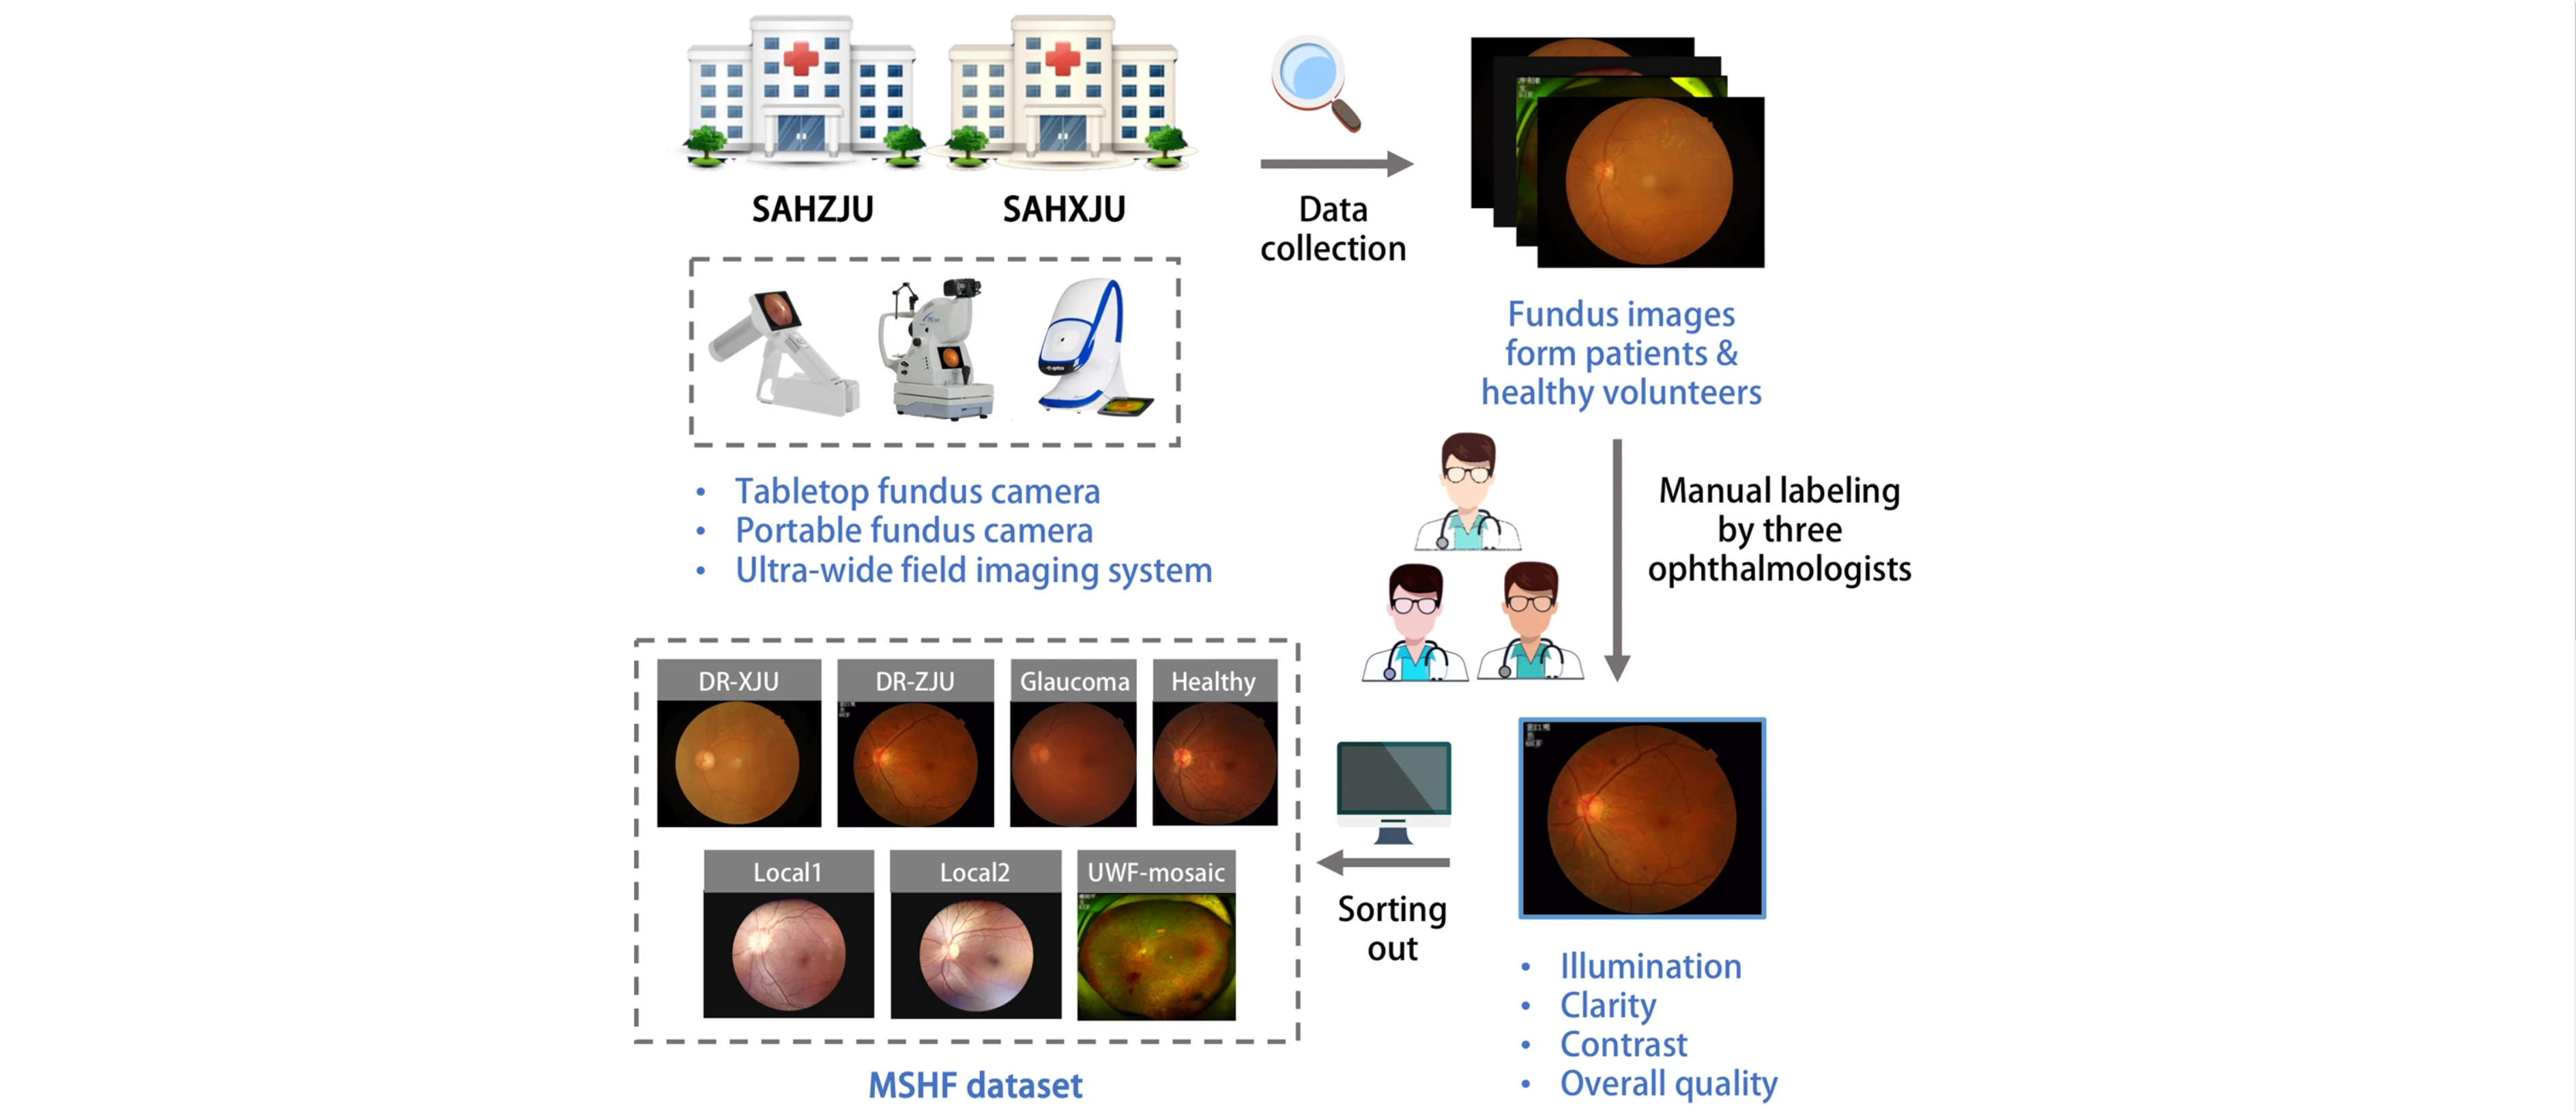 SAHZJU
SAHXJU
Data
collection
Fundus images
form patients &
healthy volunteers
• Tabletop fundus camera
• Portable fundus camera
• Ultra-wide field imaging system
Manual labeling
by three
ophthalmologists
DR-XJU
DR-ZJU
Glaucoma
Healthy
Local1
Local2
UWF-mosaic
MSHF dataset
Sorting
out
• Illumination
• Clarity
• Contrast
• Overall quality